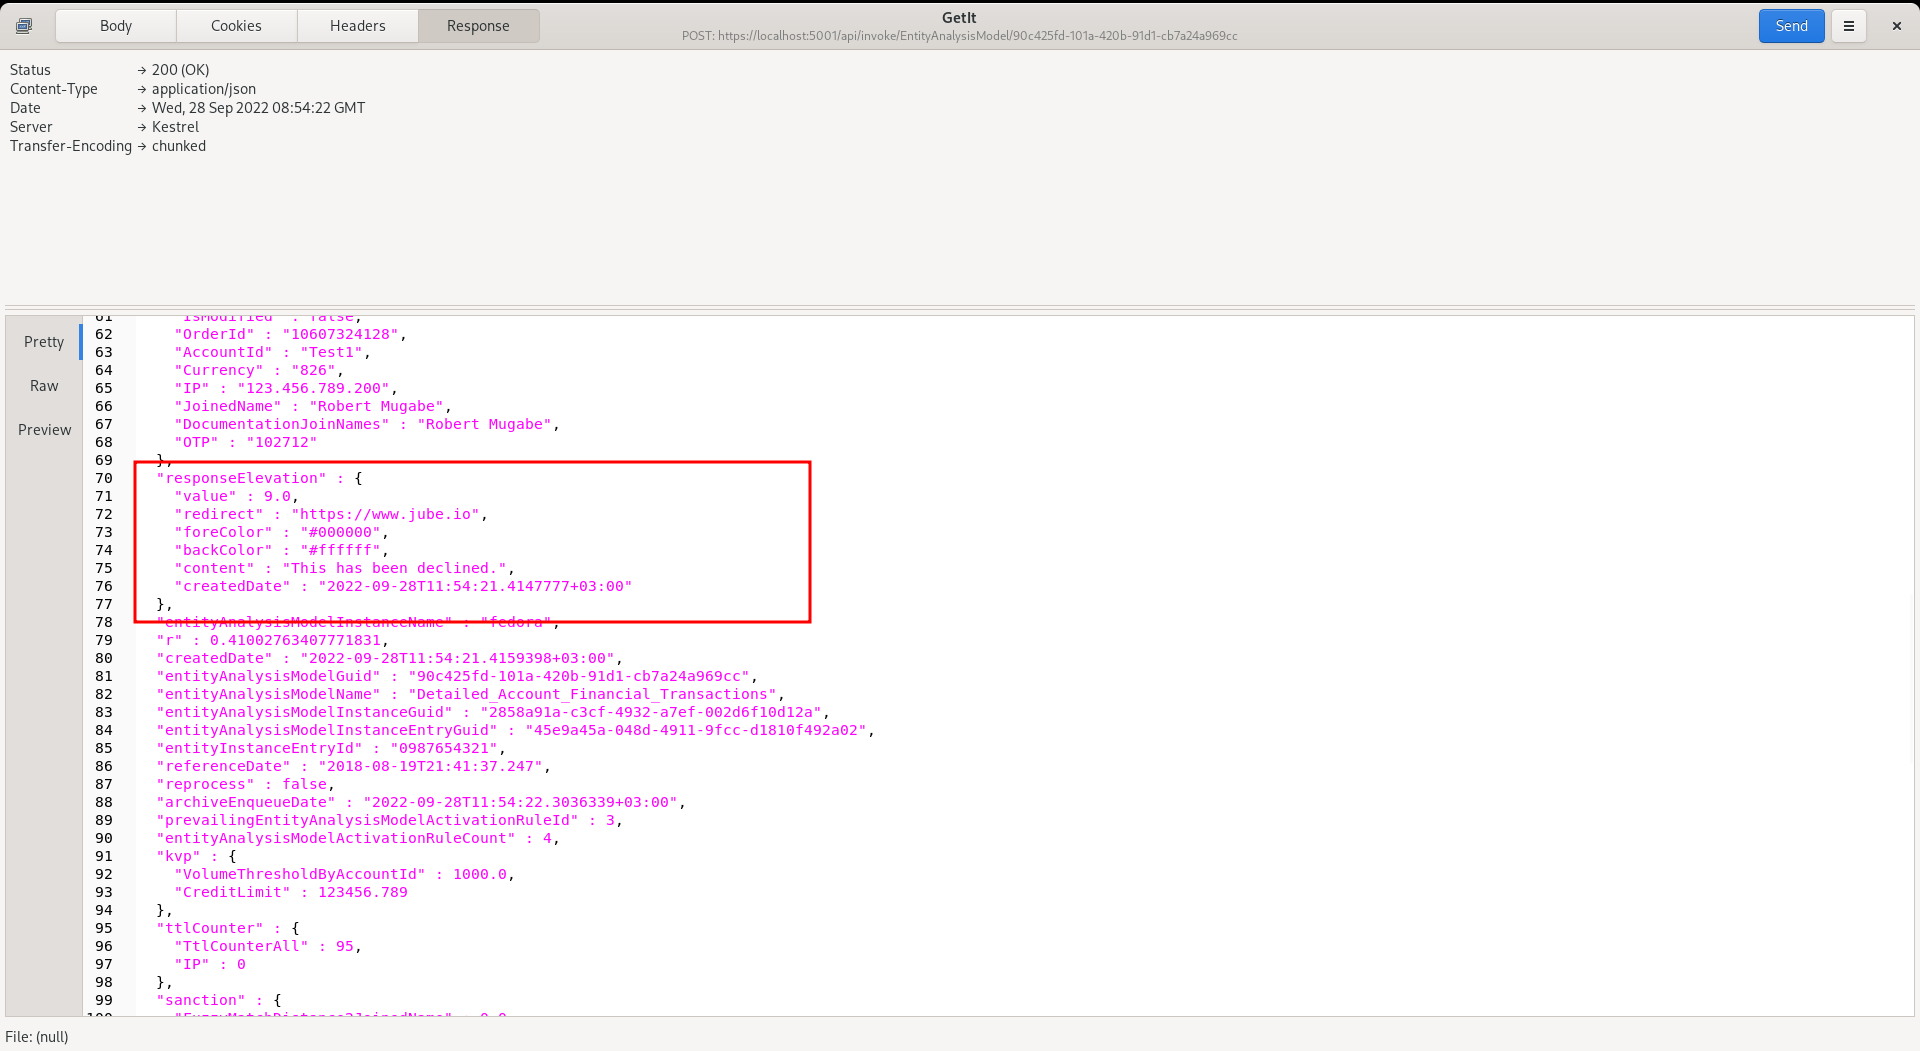 Body Cookies Headers Response GetIt Send
POST: https://localhost:5001/api/invoke/EntityAnalysisModel/90c425fd-101a-420b-91d1-cb7a24a969cc
Status → 200 (OK)
Content-Type → application/json
Date → Wed, 28 Sep 2022 08:54:22 GMT
Server → Kestrel
Transfer-Encoding → chunked
Pretty
Raw
Preview
61 "isModified" : false,
62 "OrderId" : "10607324128",
63 "AccountId" : "Test1",
64 "Currency" : "826",
65 "IP" : "123.456.789.200",
66 "JoinedName" : "Robert Mugabe",
67 "DocumentationJoinNames" : "Robert Mugabe",
68 "OTP" : "102712"
69 },
70 "responseElevation" : {
71 "value" : 9.0,
72 "redirect" : "https://www.jube.io",
73 "foreColor" : "#000000",
74 "backColor" : "#ffffff",
75 "content" : "This has been declined.",
76 "createdDate" : "2022-09-28T11:54:21.4147777+03:00"
77 },
78 "entityAnalysisModelInstanceName" : "fedora",
79 "r" : 0.41002763407771831,
80 "createdDate" : "2022-09-28T11:54:21.4159398+03:00",
81 "entityAnalysisModelGuid" : "90c425fd-101a-420b-91d1-cb7a24a969cc",
82 "entityAnalysisModelName" : "Detailed_Account_Financial_Transactions",
83 "entityAnalysisModelInstanceGuid" : "2858a91a-c3cf-4932-a7ef-002d6f10d12a",
84 "entityAnalysisModelInstanceEntryGuid" : "45e9a45a-048d-4911-9fcc-d1810f492a02",
85 "entityInstanceEntryId" : "0987654321",
86 "referenceDate" : "2018-08-19T21:41:37.247",
87 "reprocess" : false,
88 "archiveEnqueueDate" : "2022-09-28T11:54:22.3036339+03:00",
89 "prevailingEntityAnalysisModelActivationRuleId" : 3,
90 "entityAnalysisModelActivationRuleCount" : 4,
91 "kvp" : {
92 "VolumeThresholdByAccountId" : 1000.0,
93 "CreditLimit" : 123456.789
94 },
95 "ttlCounter" : {
96 "TtlCounterAll" : 95,
97 "IP" : 0
98 },
99 "sanction" : {
100 "FuzzyMatchDistance2JoinedName" :
File: (null)